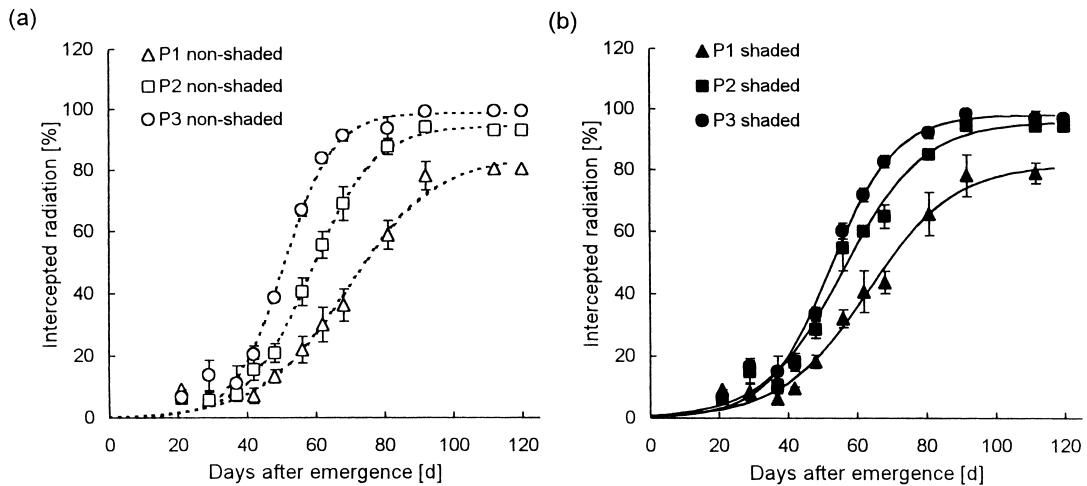 (a)
120
100
80
60
40
20
0
Intercepted radiation [%]
P1 non-shaded
P2 non-shaded
P3 non-shaded
0 20 40 60 80 100 120
Days after emergence [d]
(b)
120
100
80
60
40
20
0
Intercepted radiation [%]
P1 shaded
P2 shaded
P3 shaded
0 20 40 60 80 100 120
Days after emergence [d]